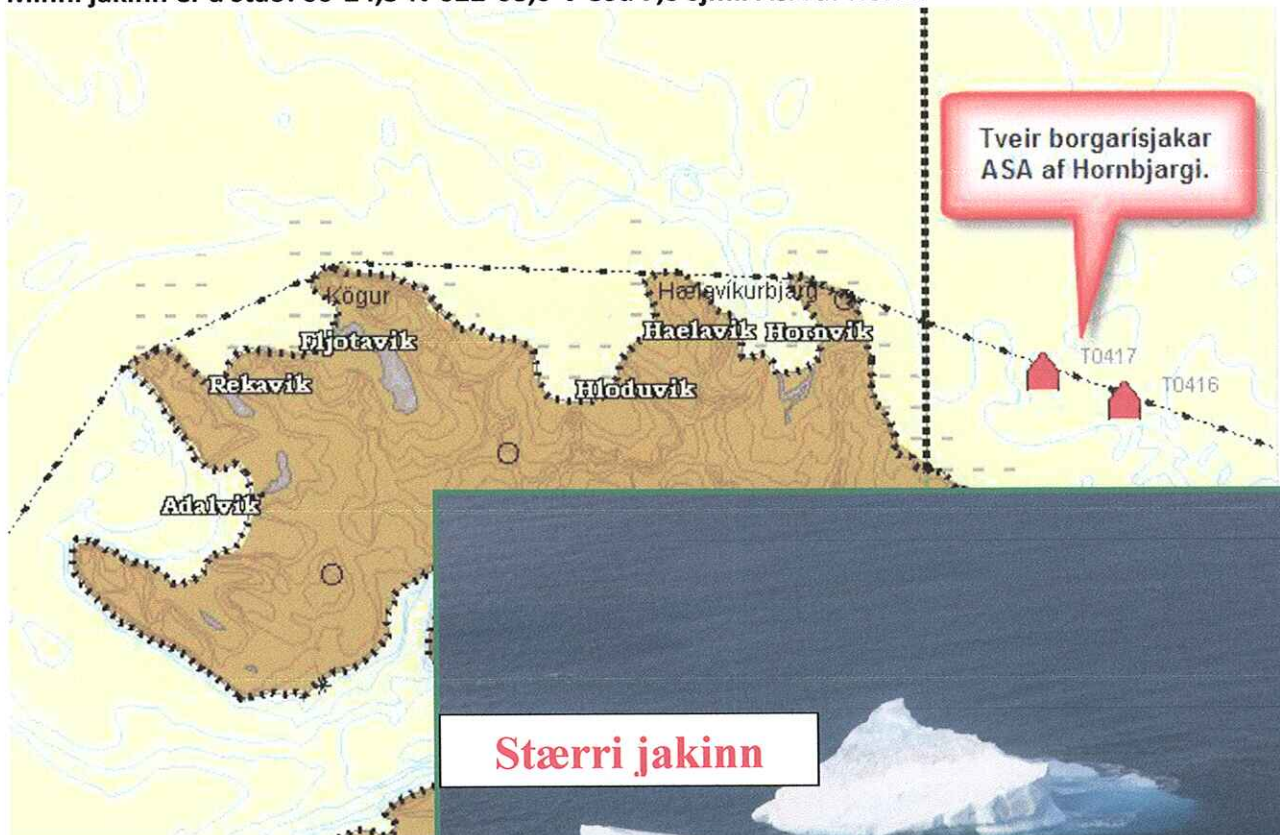 Tveir borgarísjakar
ASA af Hornbjargi.
Kögur
Hælavíkurbjarg
Fljotavik
Haelavik
Hornvik
T0417
Rekavik
Hloduvik
T0416
Adalvik
Stærri jakinn